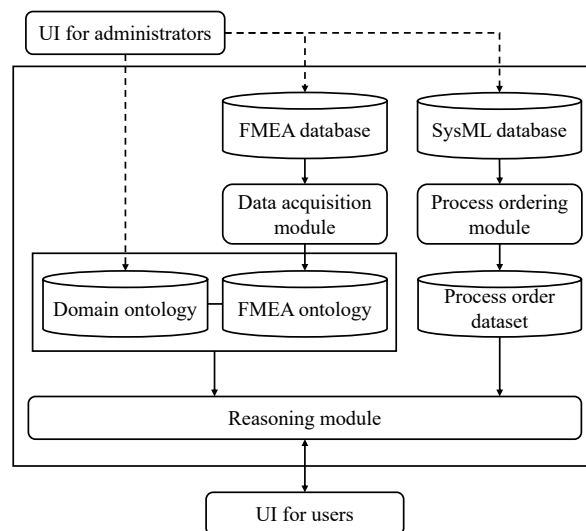 UI for administrators
FMEA database
SysML database
Data acquisition
module
Process ordering
module
Domain ontology
FMEA ontology
Process order
dataset
Reasoning module
UI for users